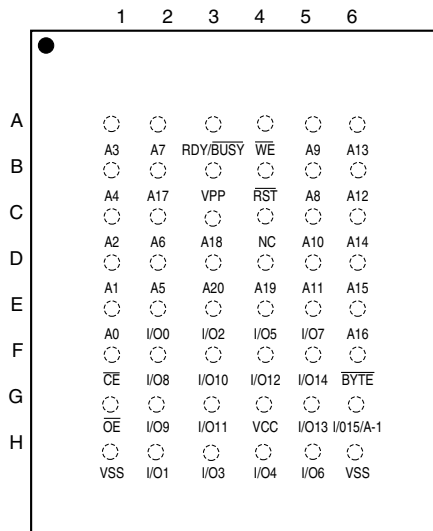 1 2 3 4 5 6
A
A3 A7 RDY/BUSY WE A9 A13
B
A4 A17 VPP RST A8 A12
C
A2 A6 A18 NC A10 A14
D
A1 A5 A20 A19 A11 A15
E
A0 I/O0 I/O2 I/O5 I/O7 A16
F
CE I/O8 I/O10 I/O12 I/O14 BYTE
G
OE I/O9 I/O11 VCC I/O13 I/015/A-1
H
VSS I/O1 I/O3 I/O4 I/O6 VSS